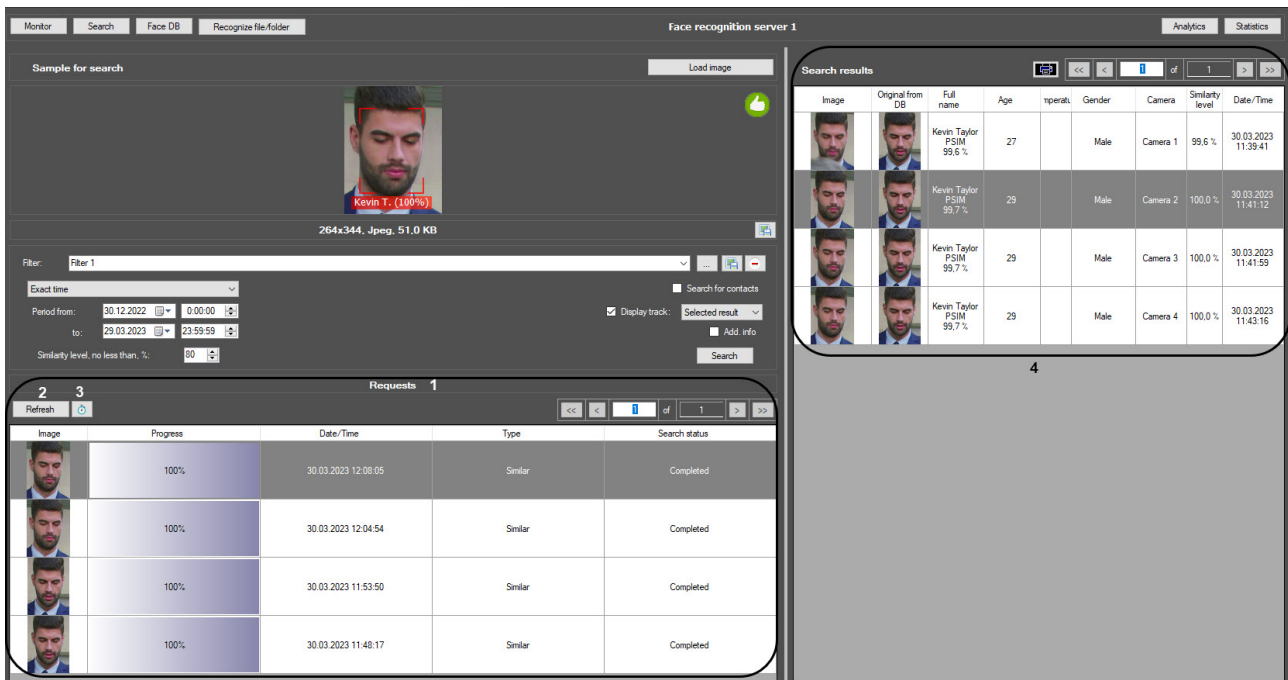 Monitor Search Face DB Recognize file/folder Face recognition server 1 Analytics Statistics
Sample for search Load image
Kevin T. (100%)
264x344, Jpeg, 51,0 KB
Filter: Filter 1 ...
Exact time
Search for contacts
Period from: 30.12.2022 0:00:00
Display track: Selected result
to: 29.03.2023 23:59:59
Add. info
Similarity level, no less than, %: 80
Search
Requests 1
2 3
Refresh << < 1 of 1 > >>
Image Progress Date/Time Type Search status
100% 30.03.2023 12:08:05 Similar Completed
100% 30.03.2023 12:04:54 Similar Completed
100% 30.03.2023 11:53:50 Similar Completed
100% 30.03.2023 11:48:17 Similar Completed
Search results << < 1 of 1 > >>
Image Original from DB Full name Age mperatu Gender Camera Similarity level Date/Time
Kevin Taylor
PSIM
99,6 % 27 Male Camera 1 99,6 % 30.03.2023 11:39:41
Kevin Taylor
PSIM
99,7 % 29 Male Camera 2 100,0 % 30.03.2023 11:41:12
Kevin Taylor
PSIM
99,7 % 29 Male Camera 3 100,0 % 30.03.2023 11:41:59
Kevin Taylor
PSIM
99,7 % 29 Male Camera 4 100,0 % 30.03.2023 11:43:16
4